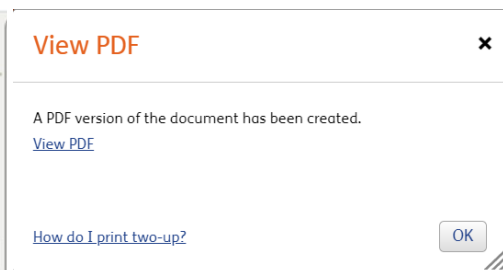 View PDF
A PDF version of the document has been created.
View PDF
How do I print two-up?
OK